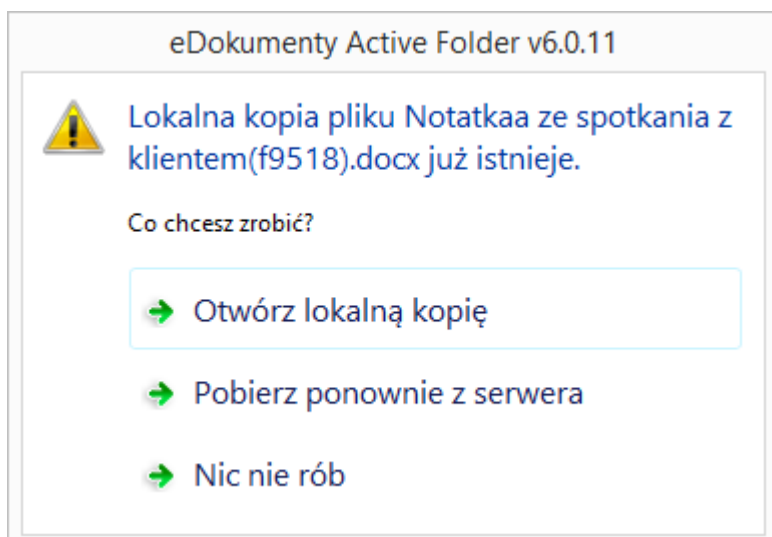 eDokumenty Active Folder v6.0.11
Lokalna kopia pliku Notatkaa ze spotkania z
klientem(f9518).docx już istnieje.
Co chcesz zrobić?
Otwórz lokalną kopię
Pobierz ponownie z serwera
Nic nie rób